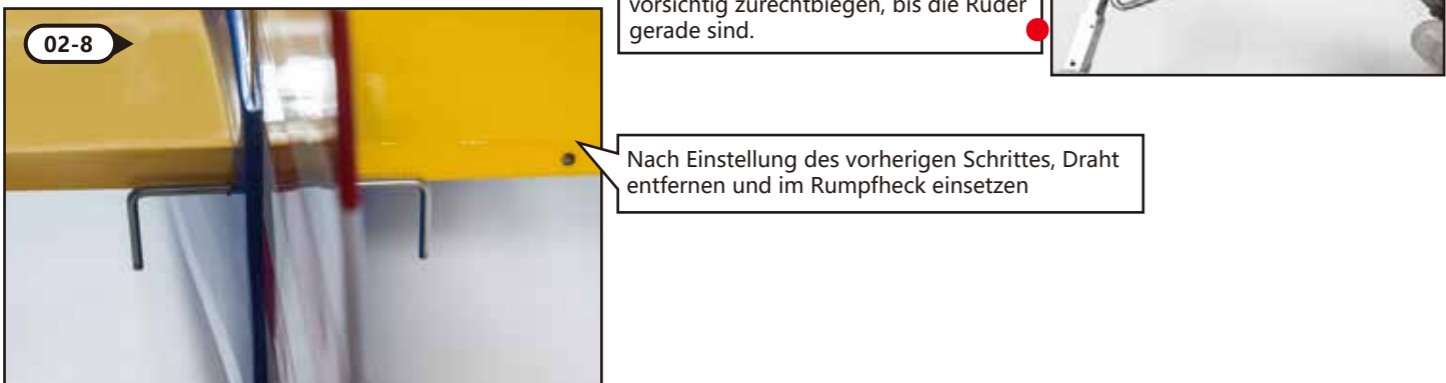 vorsichtig zurechtbiegen, bis die Ruder
gerade sind.
02-8
Nach Einstellung des vorherigen Schrittes, Draht
entfernen und im Rumpfheck einsetzen